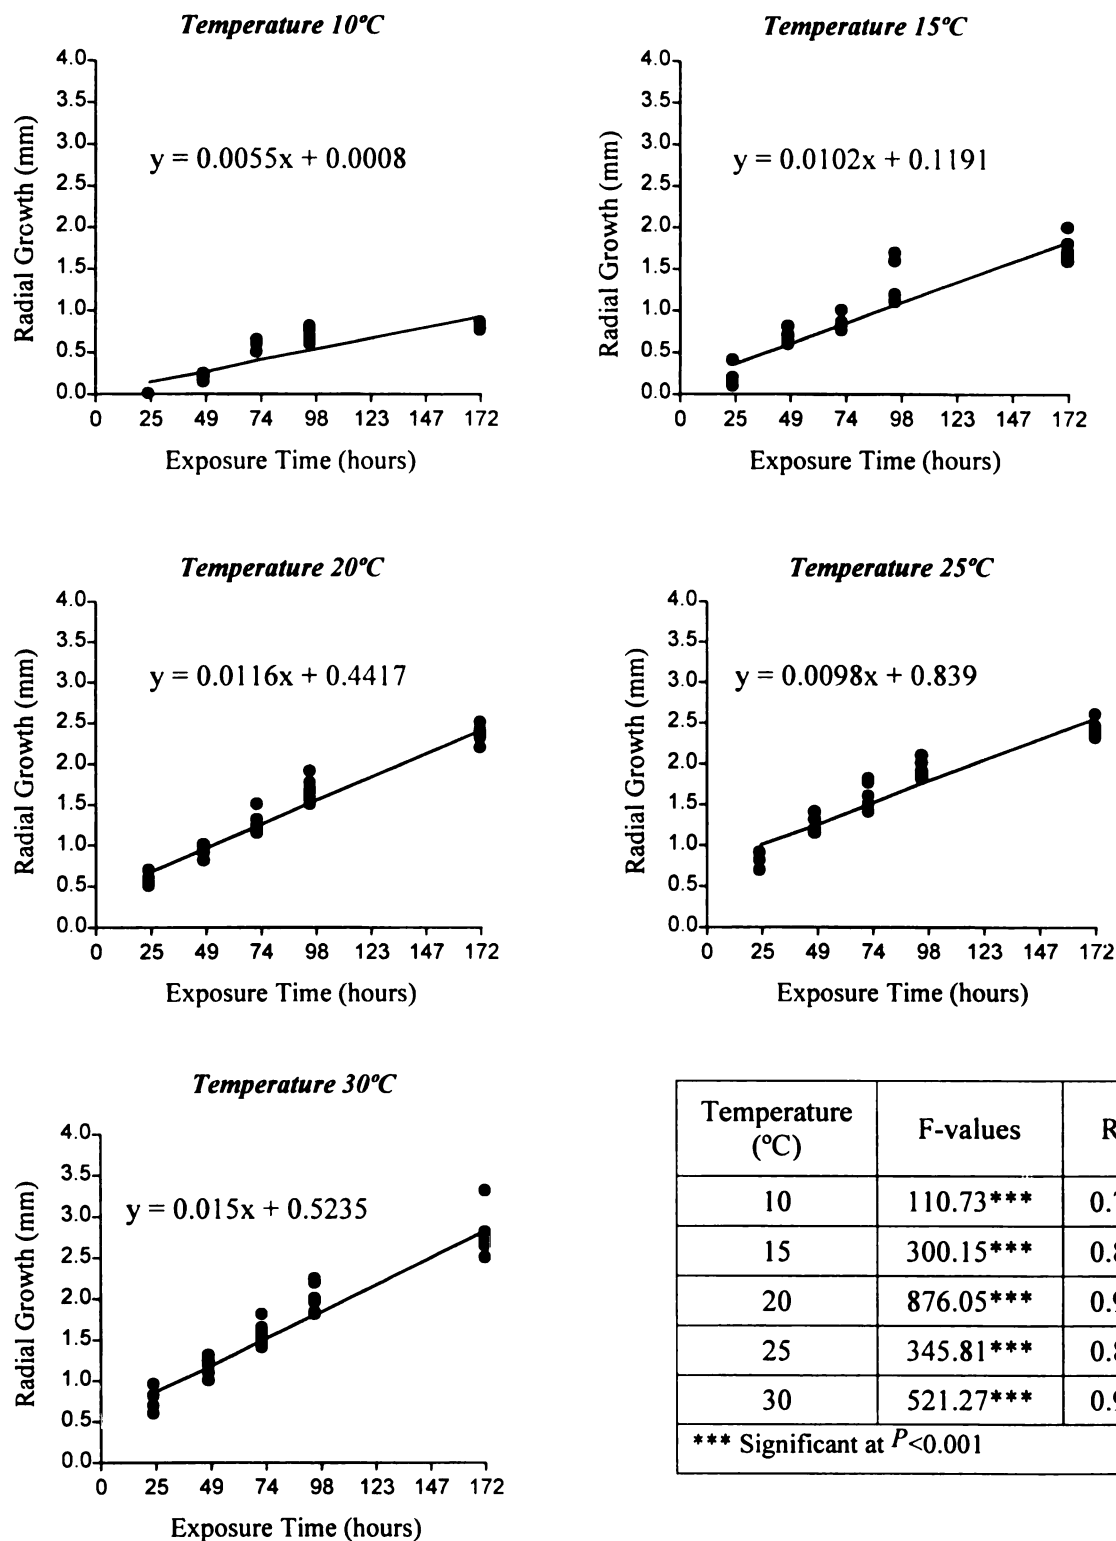 Temperature 10ºC
4.0
3.5
3.0
2.5
2.0
1.5
1.0
0.5
0.0
Radial Growth (mm)
y = 0.0055x + 0.0008
0 25 49 74 98 123 147 172
Exposure Time (hours)
Temperature 15ºC
4.0
3.5
3.0
2.5
2.0
1.5
1.0
0.5
0.0
Radial Growth (mm)
y = 0.0102x + 0.1191
0 25 49 74 98 123 147 172
Exposure Time (hours)
Temperature 20ºC
4.0
3.5
3.0
2.5
2.0
1.5
1.0
0.5
0.0
Radial Growth (mm)
y = 0.0116x + 0.4417
0 25 49 74 98 123 147 172
Exposure Time (hours)
Temperature 25ºC
4.0
3.5
3.0
2.5
2.0
1.5
1.0
0.5
0.0
Radial Growth (mm)
y = 0.0098x + 0.839
0 25 49 74 98 123 147 172
Exposure Time (hours)
Temperature 30ºC
4.0
3.5
3.0
2.5
2.0
1.5
1.0
0.5
0.0
Radial Growth (mm)
y = 0.015x + 0.5235
0 25 49 74 98 123 147 172
Exposure Time (hours)
Temperature
(ºC) F-values R
10 110.73***
15 300.15***
20 876.05***
25 345.81***
30 521.27***
*** Significant at P<0.001